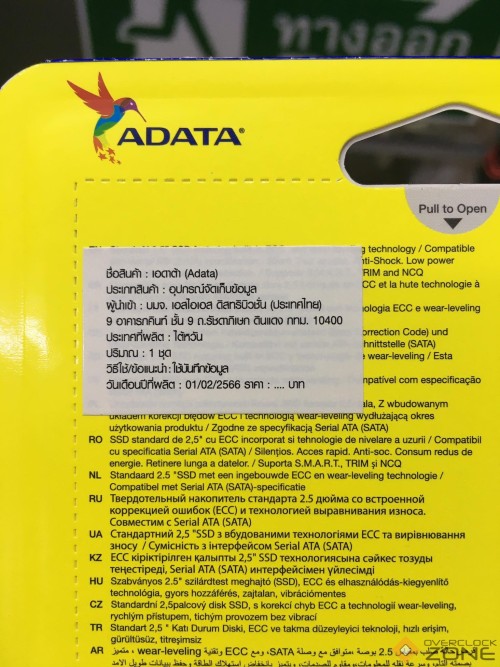 ทางออก
ADATA®
Pull to Open
ng technology / Compatible
nti-Shock. Low power
TRIM and NCQ
ECC et la haute technologie à
ชื่อสินค้า : เอดาต้า (Adata)
ประเภทสินค้า : อุปกรณ์จัดเก็บข้อมูล
ผู้นำเข้า : บมจ. เอสไอเอส ดิสทริบิวชั่น (ประเทศไทย)
9 อาคารภคินท์ ชั้น 9 ถ.รัชดาภิเษก ดินแดง กทม. 10400
ประเทศที่ผลิต : ไต้หวัน
ปริมาณ : 1 ชุด
วิธีใช้/ข้อแนะนำ : ใช้บันทึกข้อมูล
วันเดือนปีที่ผลิต : 01/02/2566 ราคา : .... บาท
ologia ECC e wear-leveling
orrection Code) und
hnittstelle (SATA)
wear-leveling / Esta
mpatível com especificação
ala, Z wbudowanym
układem korekcji błędów ECC i technologią wear-leveling wydłużającą okres
użytkowania produktu / Zgodne ze specyfikacją Serial ATA (SATA)
RO SSD standard de 2,5" cu ECC incorporat si tehnologie de nivelare a uzurii / Compatibil
cu specificatia Serial ATA (SATA) / Silenţios. Acces rapid. Anti-soc. Consum redus de
energie. Retinere lunga a datelor. / Suporta S.M.A.R.T., TRIM şi NCQ
NL Standaard 2.5 "SSD met een ingebouwde ECC en wear-leveling technologie /
Compatibel met Serial ATA (SATA)-specificatie
RU Твердотельный накопитель стандарта 2.5 дюйма со встроенной
коррекцией ошибок (ECC) и технологией выравнивания износа.
Совместим с Serial ATA (SATA)
UA Стандартний 2,5 "SSD з вбудованими технологіями ECC та вирівнювання
зносу / Сумісність з інтерфейсом Serial ATA (SATA)
KZ ECC кіріктірілген қалыпты 2,5" SSD технологиясына сәйкес тозуды
теңестреді, Serial ATA (SATA) интерфейсімен үйлесімді
HU Szabványos 2.5" szilárdtest meghajtó (SSD), ECC és elhasználódás-kiegyenlítő
technológia, gyors hozzáférés, zajtalan, vibrációmentes
CZ Standardní 2,5palcový disk SSD, s korekcí chyb ECC a technologií wear-leveling,
rychlým přístupem, tichým provozem bez vibrací
TR Standart 2,5 " Katı Durum Diski, ECC ve takma düzeyleyici teknoloji, hızlı erişim,
gürültüsüz, titreşimsiz
AR
OVERCLOCK
ZONE